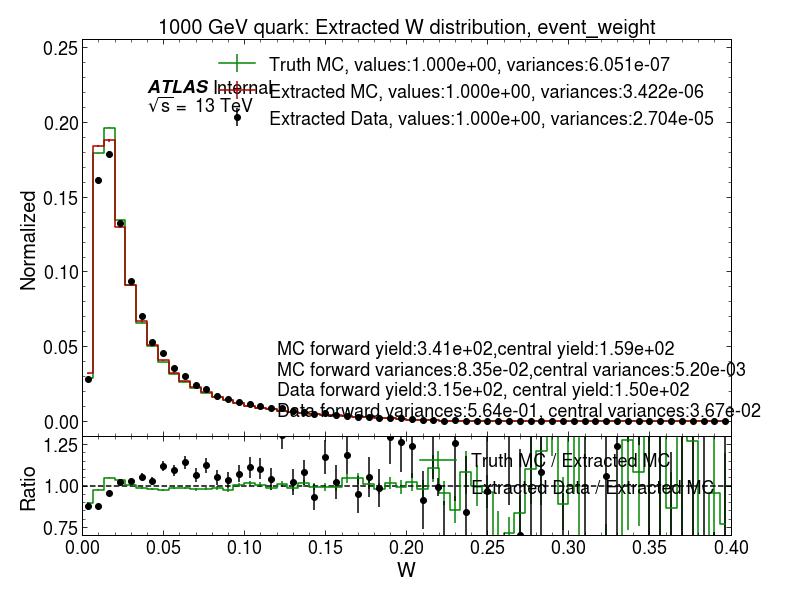 1000 GeV quark: Extracted W distribution, event_weight
Truth MC, values:1.000e+00, variances:6.051e-07
ATLAS Internal
Extracted MC, values:1.000e+00, variances:3.422e-06
√s = 13 TeV
Extracted Data, values:1.000e+00, variances:2.704e-05
Normalized
0.25
0.20
0.15
0.10
0.05
0.00
MC forward yield:3.41e+02,central yield:1.59e+02
MC forward variances:8.35e-02,central variances:5.20e-03
Data forward yield:3.15e+02, central yield:1.50e+02
Data forward variances:5.64e-01, central variances:3.67e-02
Ratio
1.25
1.00
0.75
Truth MC / Extracted MC
Extracted Data / Extracted MC
0.00 0.05 0.10 0.15 0.20 0.25 0.30 0.35 0.40
W